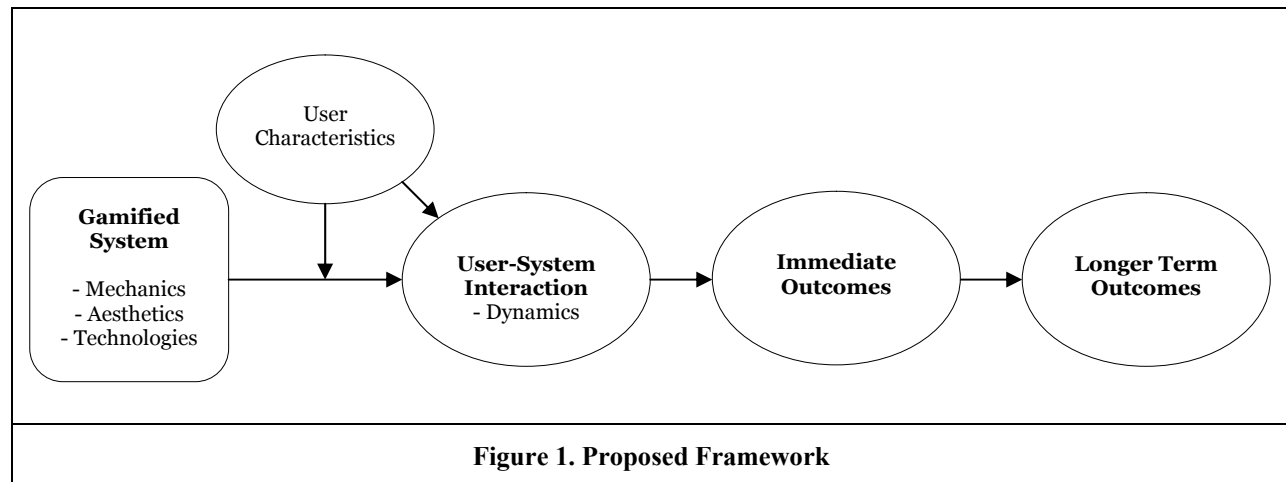 User
Characteristics
Gamified
System
- Mechanics
- Aesthetics
- Technologies
User-System
Interaction
- Dynamics
Immediate
Outcomes
Longer Term
Outcomes
Figure 1. Proposed Framework